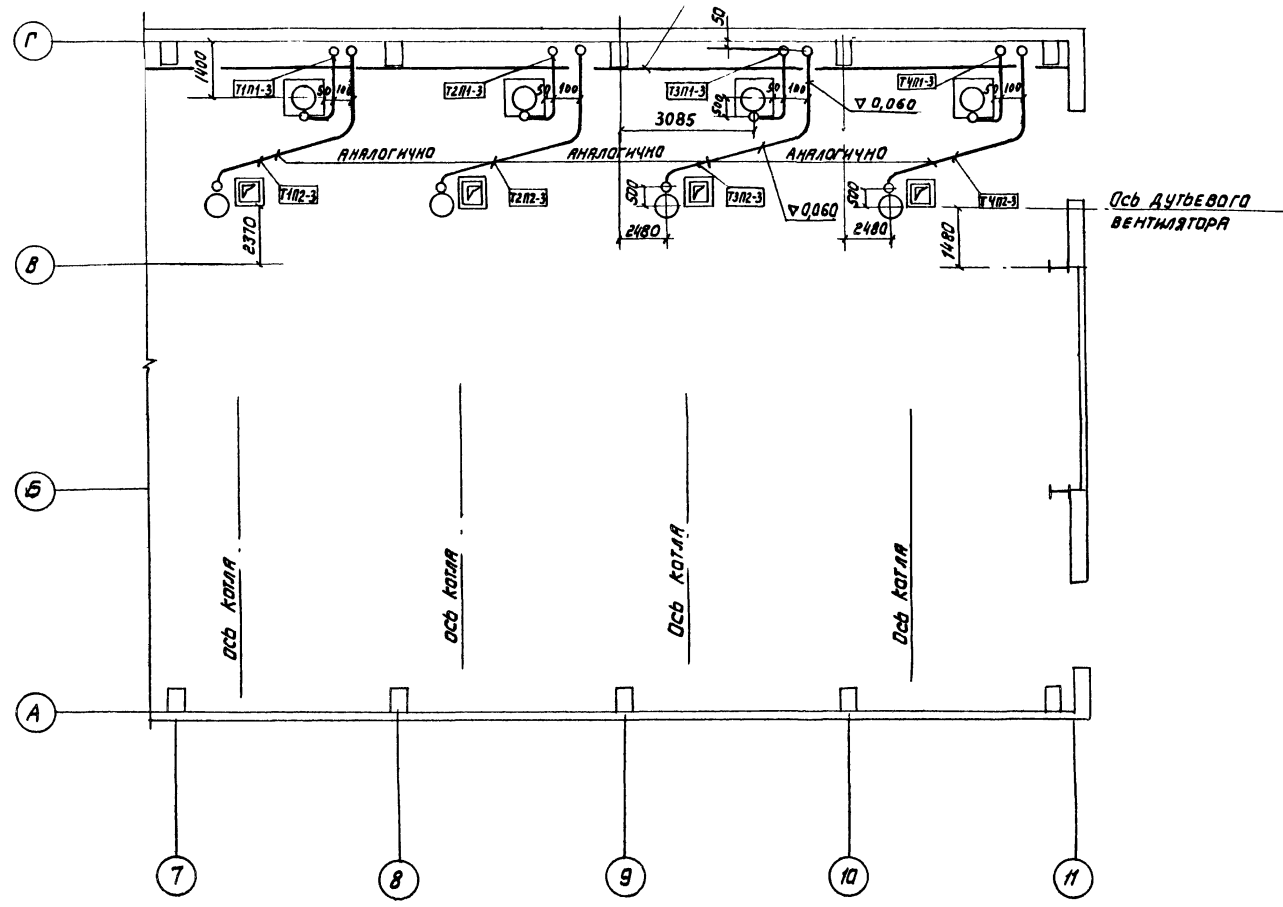 Г
50
1400
Т1П1-3
50
100
Т2П1-3
50
100
Т3П1-3
50
100
Т4П1-3
50
100
500
▽ 0,060
3085
АНАЛОГИЧНО
АНАЛОГИЧНО
АНАЛОГИЧНО
Т1П2-3
Т2П2-3
500
Т3П2-3
500
Т4П2-3
▽ 0,060
Ось дутьевого
вентилятора
2370
2480
2480
1480
В
Б
Ось котла
Ось котла
Ось котла
Ось котла
А
7
8
9
10
11